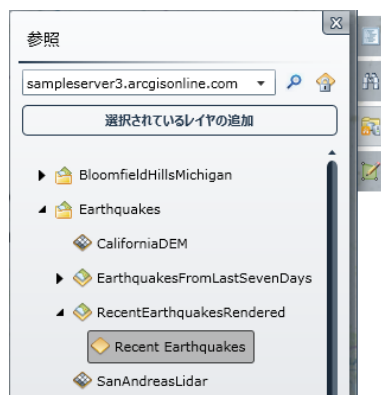 参照
sampleserver3.arcgisonline.com
選択されているレイヤの追加
BloomfieldHillsMichigan
Earthquakes
CaliforniaDEM
EarthquakesFromLastSevenDays
RecentEarthquakesRendered
Recent Earthquakes
SanAndreasLidar